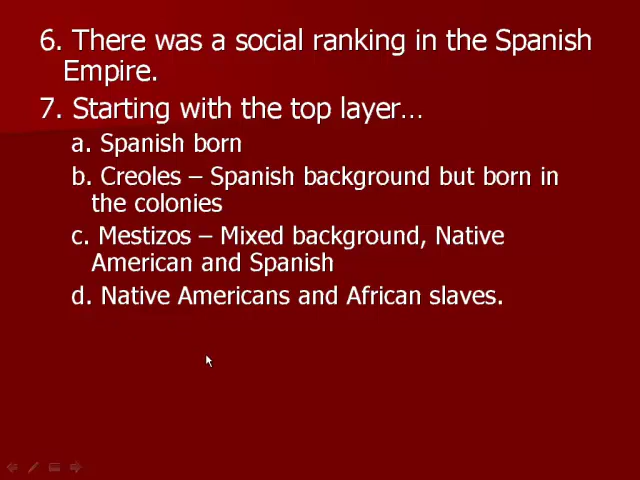 6. There was a social ranking in the Spanish
Empire.
7. Starting with the top layer…
a. Spanish born
b. Creoles – Spanish background but born in
the colonies
c. Mestizos – Mixed background, Native
American and Spanish
d. Native Americans and African slaves.